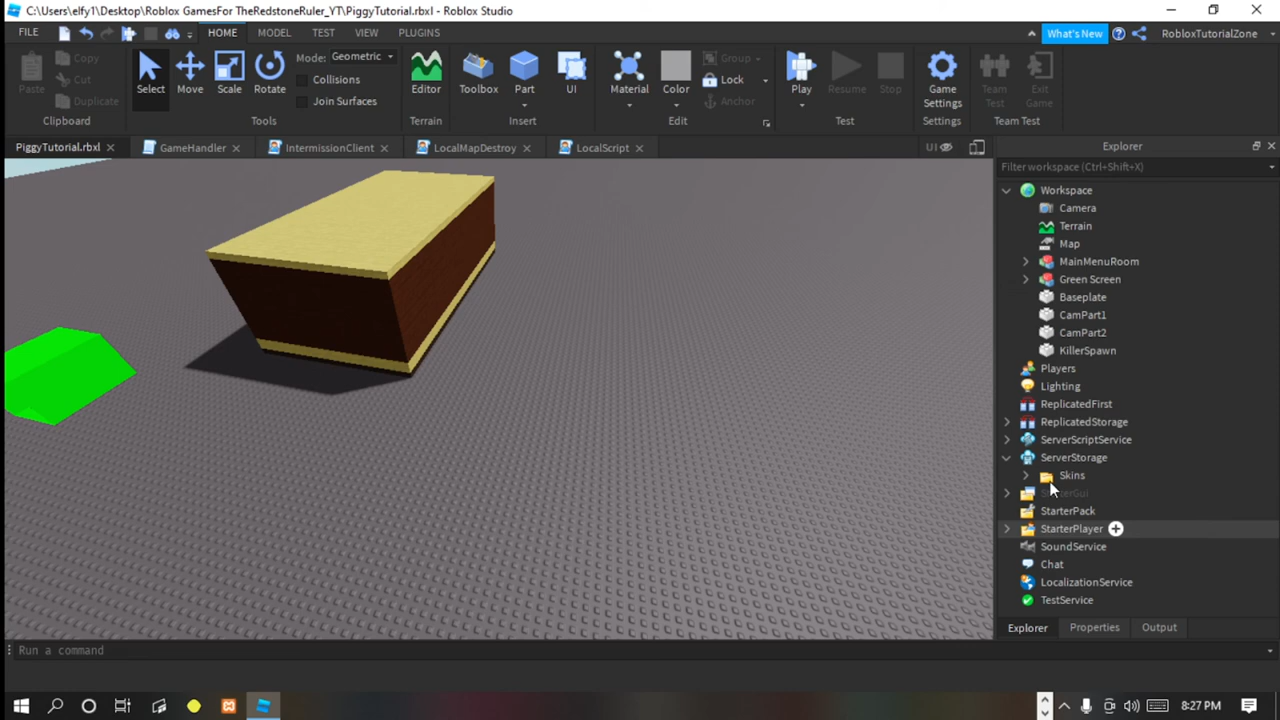 C:\Users\elfy1\Desktop\Roblox GamesFor TheRedstoneRuler_YT\PiggyTutorial.rbxl - Roblox Studio
FILE
HOME
MODEL
TEST
VIEW
PLUGINS
What's New
RobloxTutorialZone
Paste
Copy
Cut
Duplicate
Clipboard
Select
Move
Scale
Rotate
Mode:
Geometric
Collisions
Join Surfaces
Tools
Editor
Terrain
Toolbox
Part
UI
Insert
Material
Color
Group
Lock
Anchor
Edit
Play
Resume
Stop
Test
Game
Settings
Settings
Team
Test
Exit
Game
Team Test
PiggyTutorial.rbxl
GameHandler
IntermissionClient
LocalMapDestroy
LocalScript
UI
Explorer
Filter workspace (Ctrl+Shift+X)
Workspace
Camera
Terrain
Map
MainMenuRoom
Green Screen
Baseplate
CamPart1
CamPart2
KillerSpawn
Players
Lighting
ReplicatedFirst
ReplicatedStorage
ServerScriptService
ServerStorage
Skins
StarterGui
StarterPack
StarterPlayer
SoundService
Chat
LocalizationService
TestService
Explorer
Properties
Output
Run a command
8:27 PM